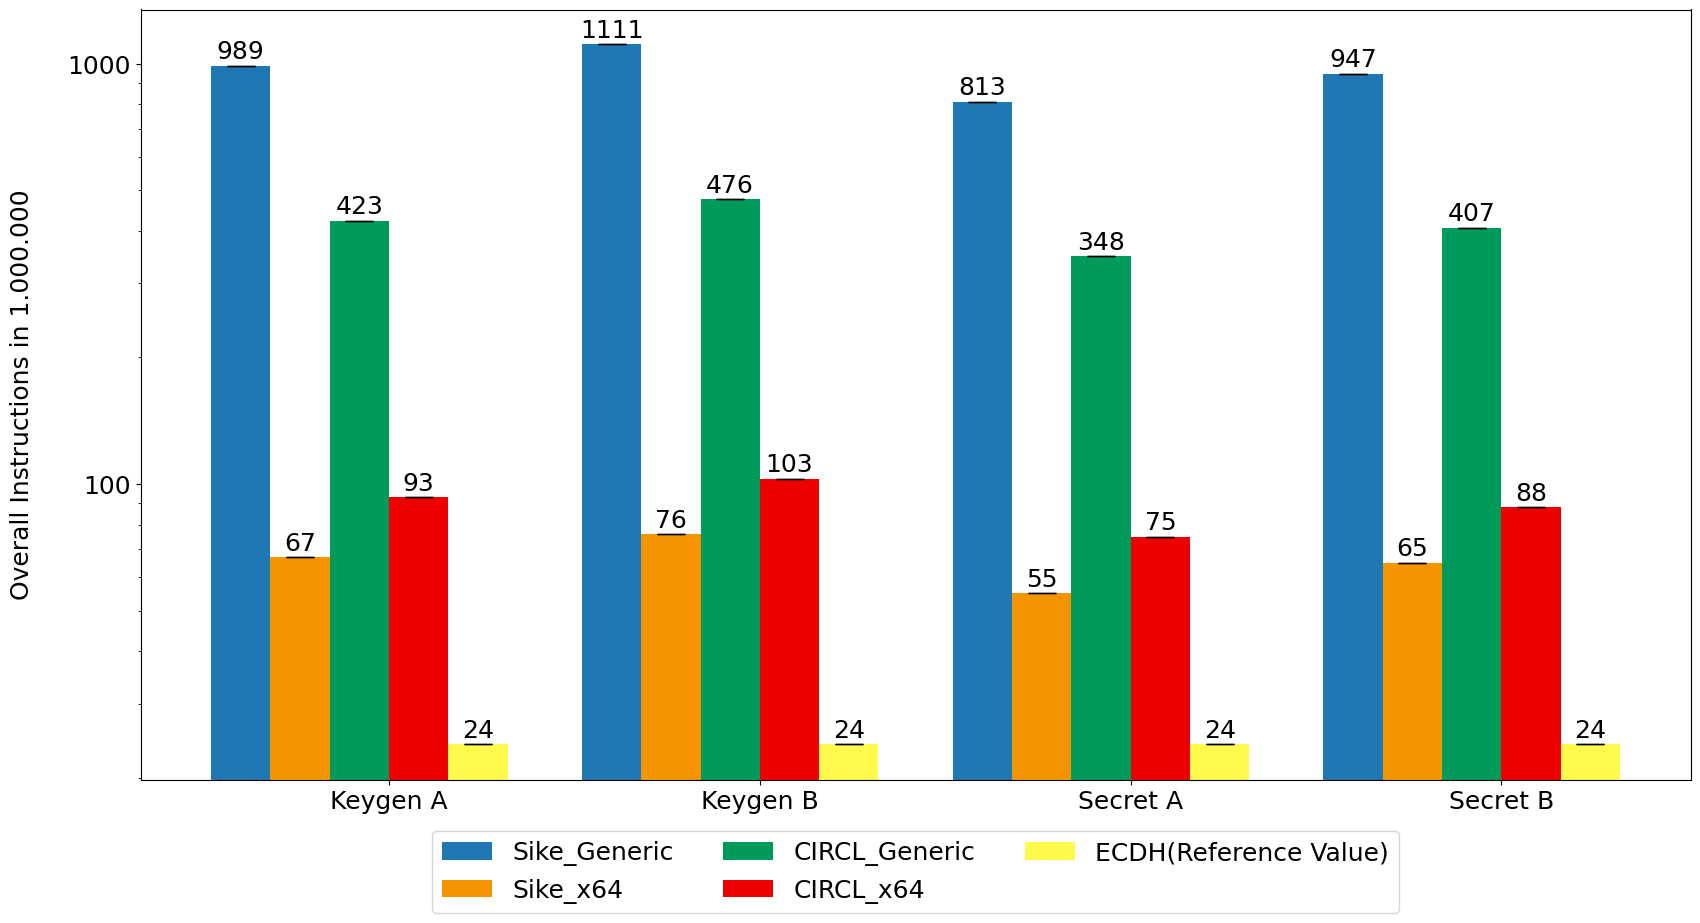 Overall Instructions in 1.000.000
1000
100
989
67
423
93
24
1111
76
476
103
24
813
55
348
75
24
947
65
407
88
24
Keygen A
Keygen B
Secret A
Secret B
Sike_Generic
Sike_x64
CIRCL_Generic
CIRCL_x64
ECDH(Reference Value)